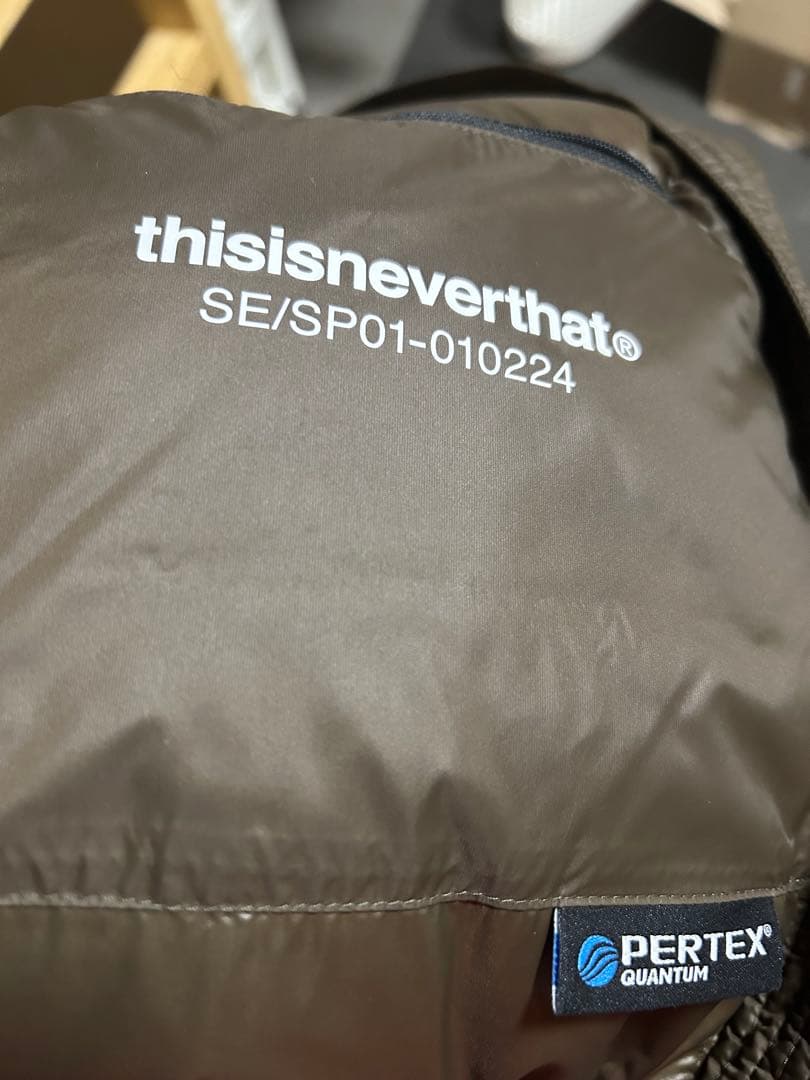 thisisneverthat®
SE/SP01-010224
PERTEX®
QUANTUM